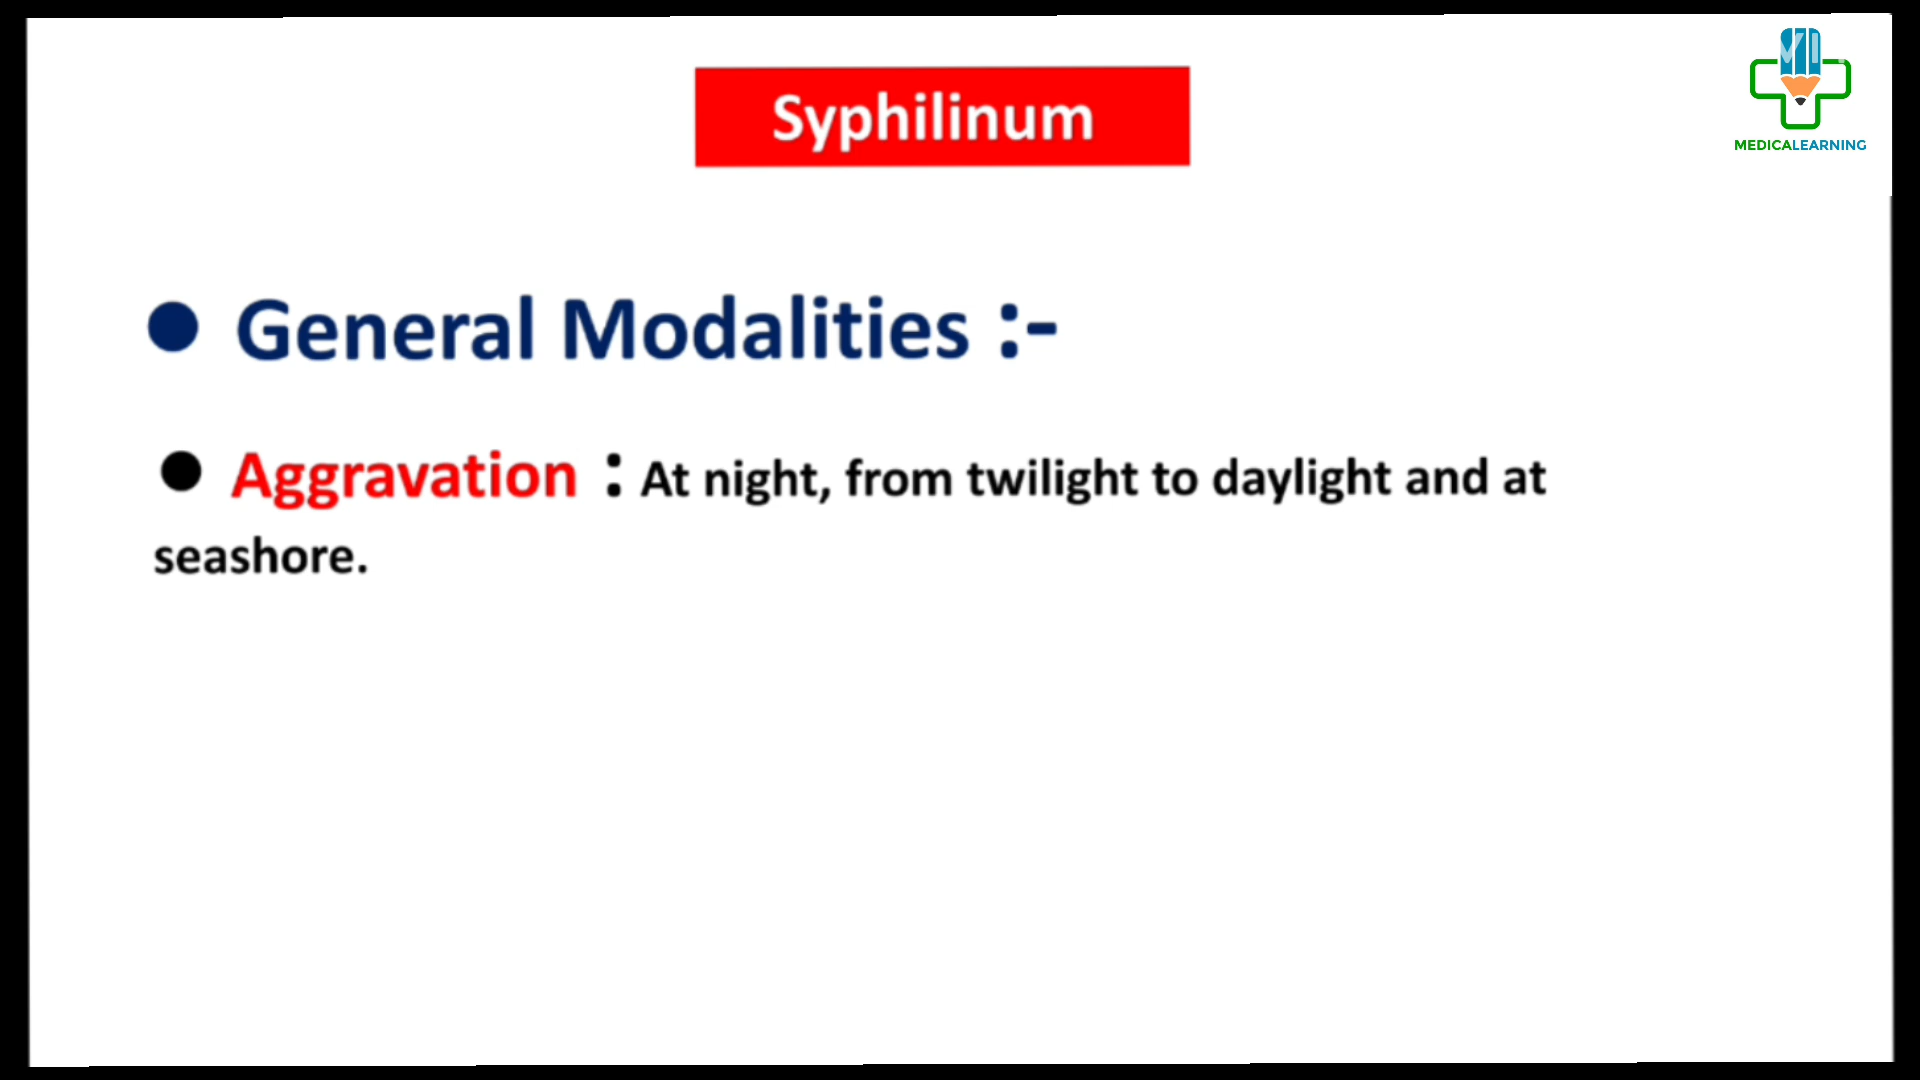 MEDICALEARNING
Syphilinum
● General Modalities :-
● Aggravation : At night, from twilight to daylight and at
seashore.